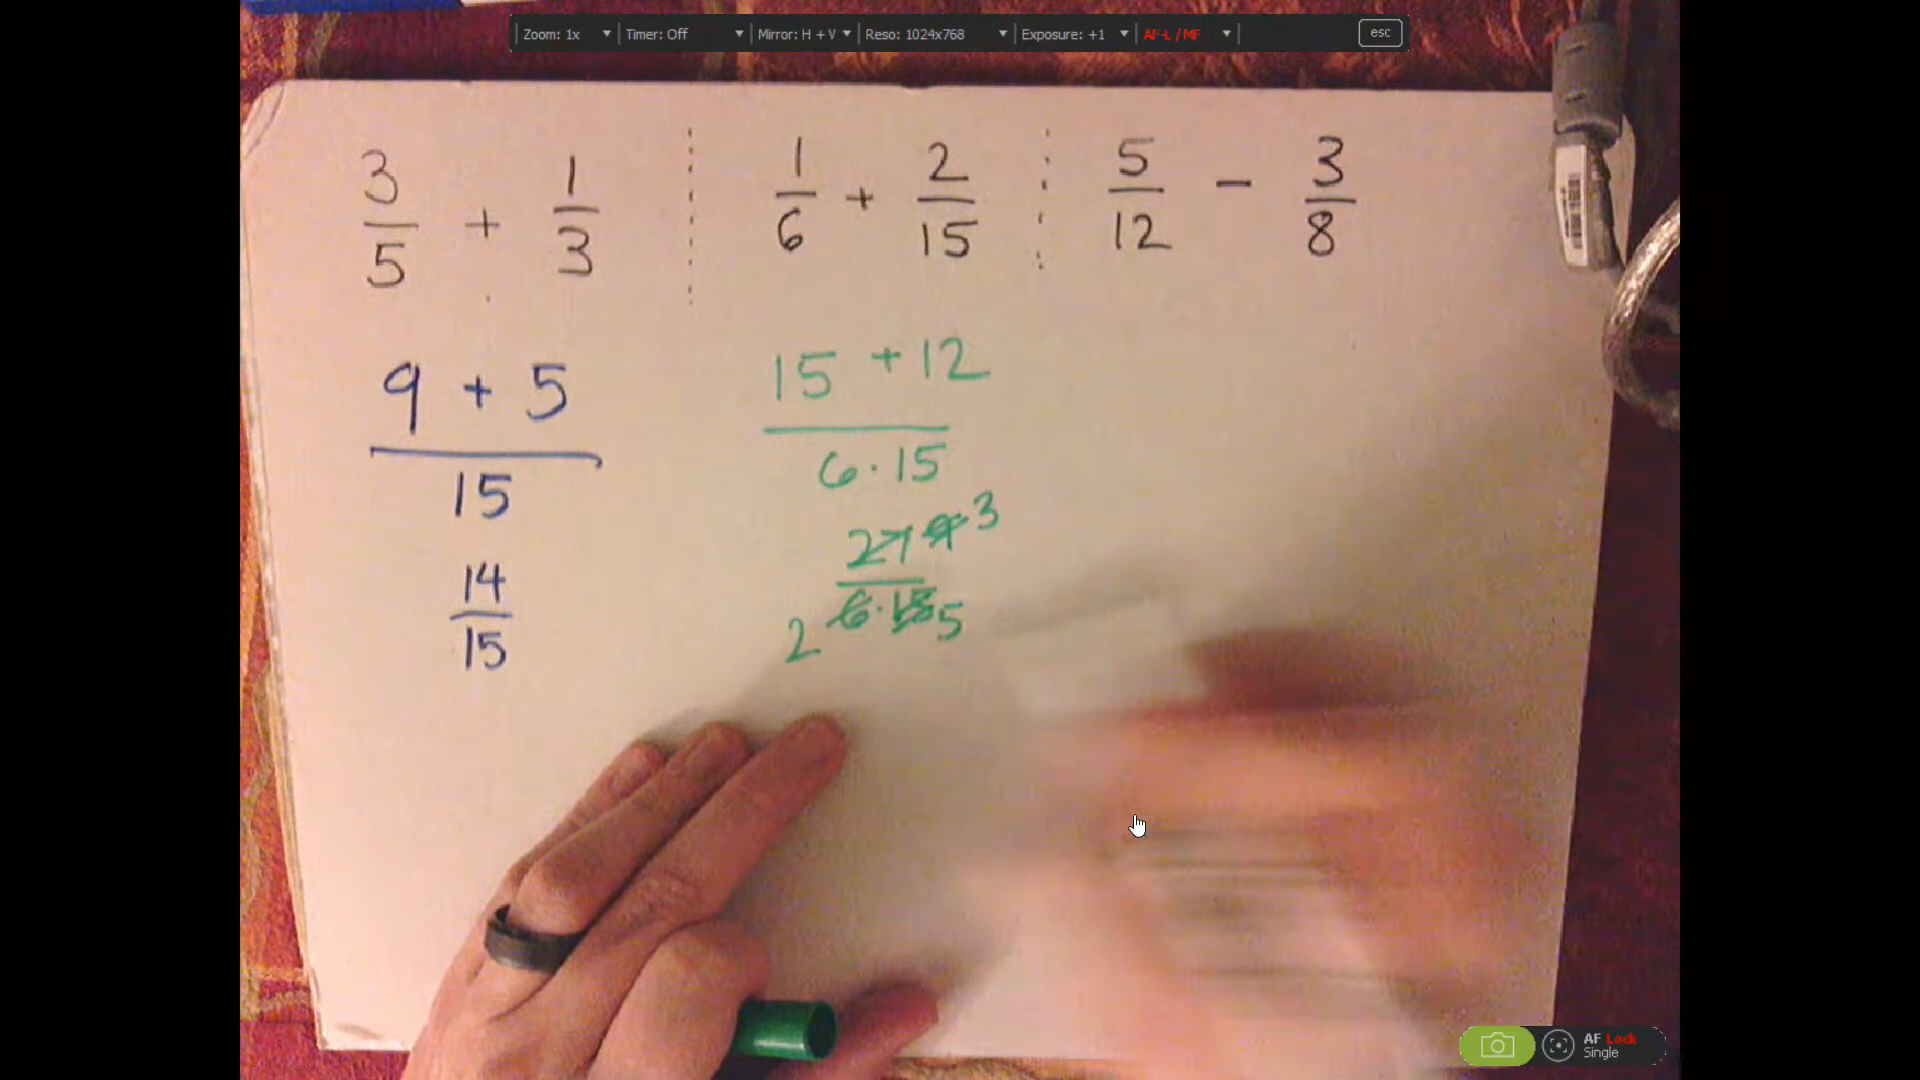 Zoom: 1x Timer: Off Mirror: H + V Reso: 1024x768 Exposure: +1 AF-L / MF esc
3/5 + 1/3
1/6 + 2/15
5/12 - 3/8
9 + 5
15
14
15
15 + 12
6 · 15
27 9 3
2 6 · 15 5
AF Lock
Single